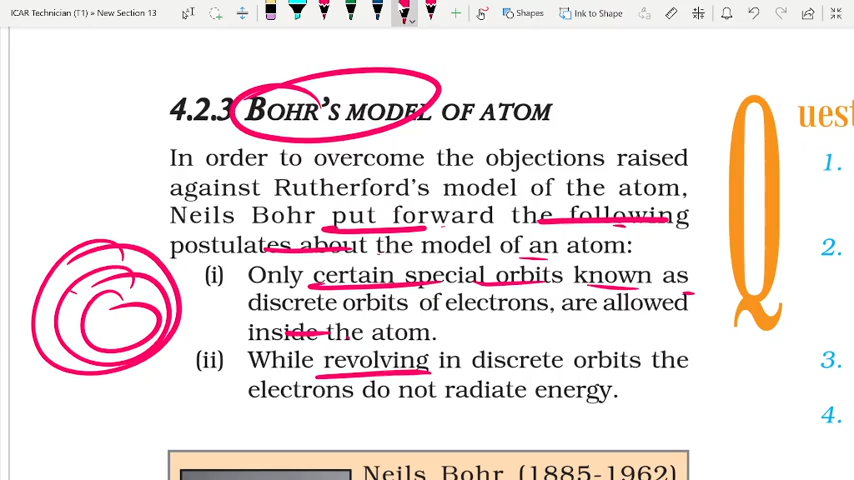 ICAR Technician (T1) » New Section 13
Shapes
Ink to Shape
4.2.3 BOHR'S MODEL OF ATOM
In order to overcome the objections raised
against Rutherford's model of the atom,
Neils Bohr put forward the following
postulates about the model of an atom:
(i) Only certain special orbits known as
discrete orbits of electrons, are allowed
inside the atom.
(ii) While revolving in discrete orbits the
electrons do not radiate energy.
Neils Bohr (1885-1962)
Q
uest
1.
2.
3.
4.